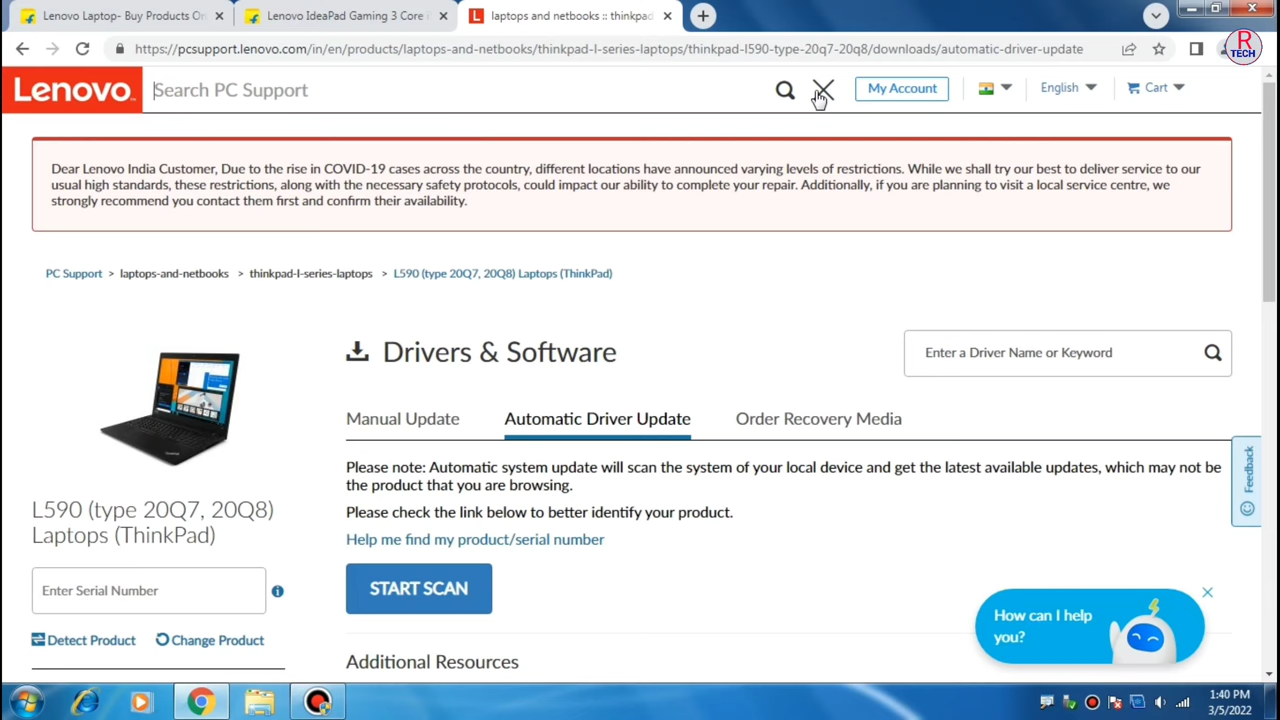 Lenovo Laptop- Buy Products On
Lenovo IdeaPad Gaming 3 Core i
laptops and netbooks :: thinkpad
https://pcsupport.lenovo.com/in/en/products/laptops-and-netbooks/thinkpad-l-series-laptops/thinkpad-l590-type-20q7-20q8/downloads/automatic-driver-update
R
TECH
Lenovo
Search PC Support
My Account
English
Cart
Dear Lenovo India Customer, Due to the rise in COVID-19 cases across the country, different locations have announced varying levels of restrictions. While we shall try our best to deliver service to our
usual high standards, these restrictions, along with the necessary safety protocols, could impact our ability to complete your repair. Additionally, if you are planning to visit a local service centre, we
strongly recommend you contact them first and confirm their availability.
PC Support > laptops-and-netbooks > thinkpad-l-series-laptops > L590 (type 20Q7, 20Q8) Laptops (ThinkPad)
Drivers & Software
Enter a Driver Name or Keyword
Manual Update
Automatic Driver Update
Order Recovery Media
Please note: Automatic system update will scan the system of your local device and get the latest available updates, which may not be
the product that you are browsing.
Please check the link below to better identify your product.
Help me find my product/serial number
START SCAN
Additional Resources
L590 (type 20Q7, 20Q8)
Laptops (ThinkPad)
Enter Serial Number
Detect Product
Change Product
Feedback
How can I help
you?
1:40 PM
3/5/2022